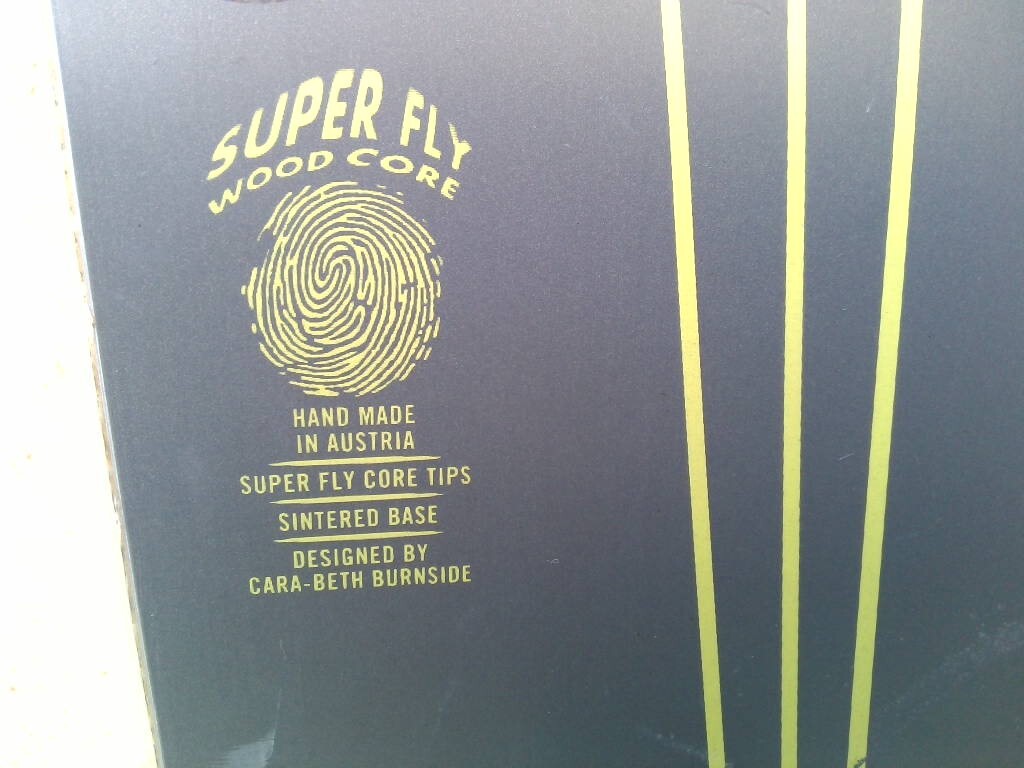 SUPER FLY
WOOD CORE
HAND MADE
IN AUSTRIA
SUPER FLY CORE TIPS
SINTERED BASE
DESIGNED BY
CARA-BETH BURNSIDE